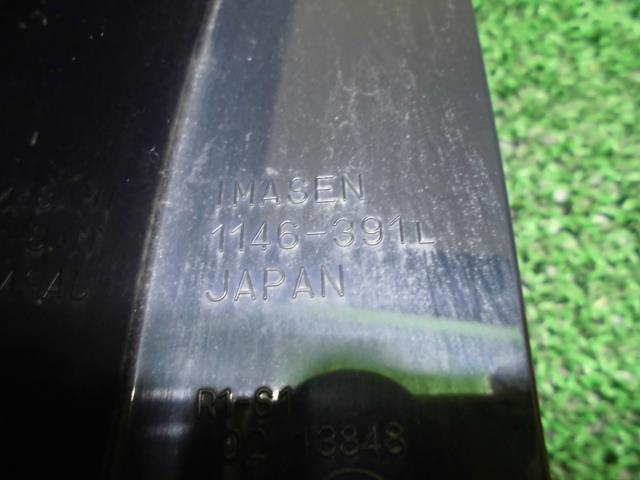 IMASEN
1146-391L
JAPAN
R1-S1
02 13848